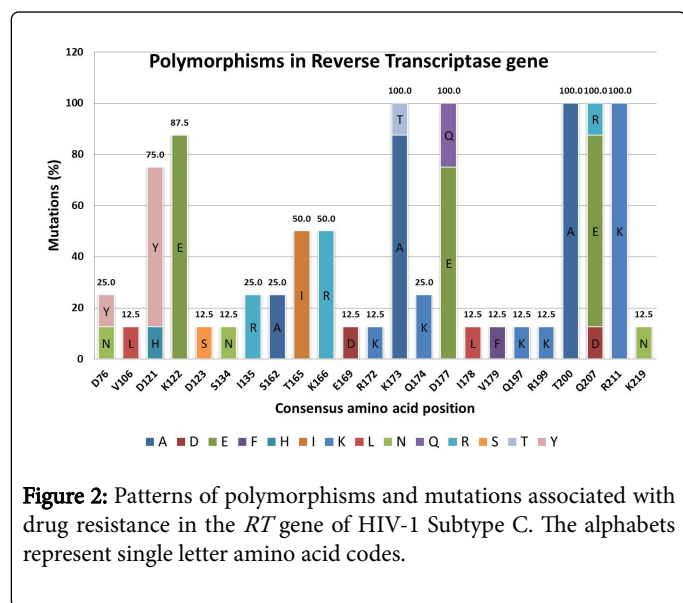 Polymorphisms in Reverse Transcriptase gene
Mutations (%)
120
100
80
60
40
20
0
25.0
12.5
75.0
87.5
12.5
12.5
25.0
25.0
50.0
50.0
12.5
12.5
100.0
25.0
100.0
12.5
12.5
12.5
12.5
100.0
100.0
100.0
12.5
Y
N
L
Y
H
E
S
N
R
A
I
R
D
K
T
A
K
Q
E
L
F
K
K
A
R
E
D
K
N
D76
V106
D121
K122
D123
S134
I135
S162
T165
K166
E169
R172
K173
Q174
D177
I178
V179
Q197
R199
T200
Q207
R211
K219
Consensus amino acid position
A D E F H I K L N Q R S T Y
Figure 2: Patterns of polymorphisms and mutations associated with
drug resistance in the RT gene of HIV-1 Subtype C. The alphabets
represent single letter amino acid codes.